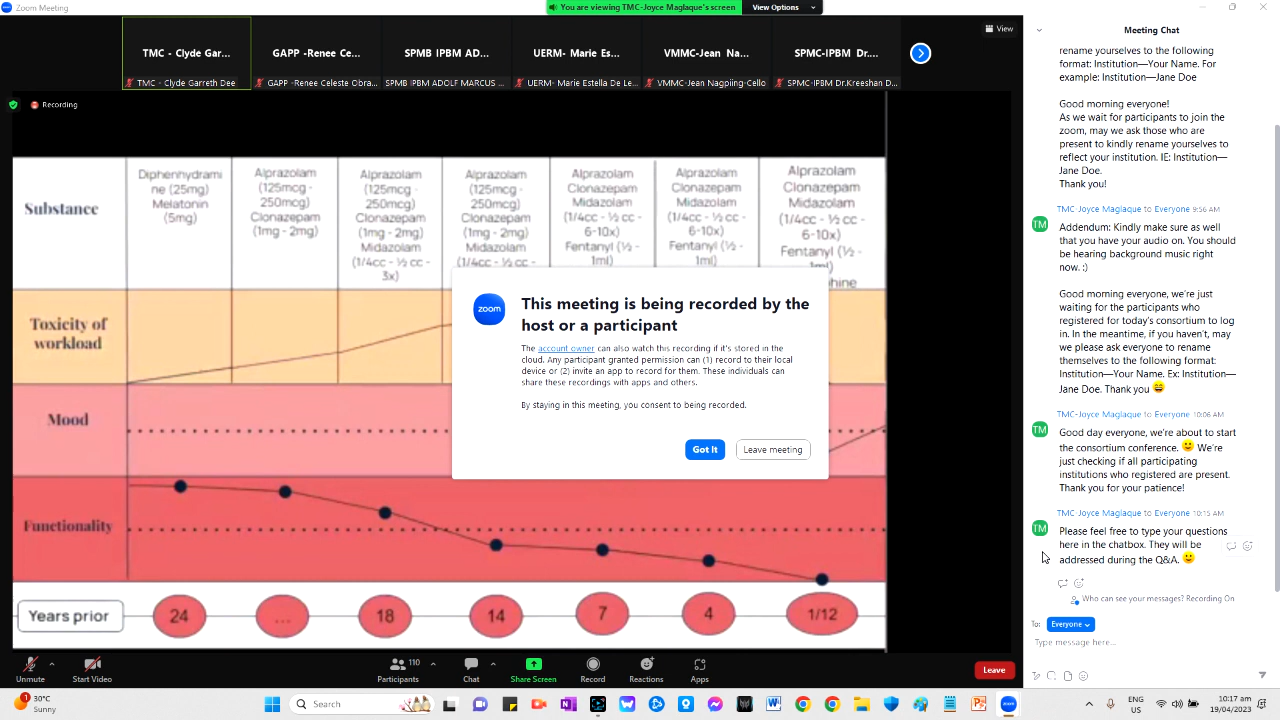 Zoom Meeting
You are viewing TMC-Joyce Maglaque's screen
View Options
TMC - Clyde Gar...
GAPP -Renee Ce...
SPMB IPBM AD...
UERM- Marie Es...
VMMC-Jean Na...
SPMC-IPBM Dr....
View
TMC - Clyde Garreth Dee
GAPP -Renee Celeste Obra...
SPMB IPBM ADOLF MARCUS ...
UERM- Marie Estella De Le...
VMMC-Jean Nagpiing-Cello
SPMC-IPBM Dr.Kreeshan D...
Recording
Substance
Diphenhydrami
ne (25mg)
Melatonin
(5mg)
Alprazolam
(125mcg -
250mcg)
Clonazepam
(1mg - 2mg)
Alprazolam
(125mcg -
250mcg)
Clonazepam
(1mg - 2mg)
Midazolam
(1/4cc - ½ cc -
3x)
Alprazolam
(125mcg -
250mcg)
Clonazepam
(1mg - 2mg)
Midazolam
(1/4cc - ½ cc -
Alprazolam
Clonazepam
Midazolam
(1/4cc - ½ cc -
6-10x)
Fentanyl (½ -
1ml)
Alprazolam
Clonazepam
Midazolam
(1/4cc - ½ cc -
6-10x)
Fentanyl (½ -
1ml)
Alprazolam
Clonazepam
Midazolam
(1/4cc - ½ cc -
6-10x)
Fentanyl (½ -
1ml)
hine
Toxicity of
workload
Mood
Functionality
Years prior
24
...
18
14
7
4
1/12
zoom
This meeting is being recorded by the
host or a participant
The account owner can also watch this recording if it's stored in the
cloud. Any participant granted permission can (1) record to their local
device or (2) invite an app to record for them. These individuals can
share these recordings with apps and others.
By staying in this meeting, you consent to being recorded.
Got it
Leave meeting
Unmute
Start Video
110
Participants
Chat
Share Screen
Record
Reactions
Apps
Leave
Meeting Chat
rename yourselves to the following
format: Institution—Your Name. For
example: Institution—Jane Doe
Good morning everyone!
As we wait for participants to join the
zoom, may we ask those who are
present to kindly rename yourselves to
reflect your institution. IE: Institution—
Jane Doe.
Thank you!
TMC-Joyce Maglaque to Everyone 9:56 AM
TM
Addendum: Kindly make sure as well
that you have your audio on. You should
be hearing background music right
now. :)
Good morning everyone, we're just
waiting for the participants who
registered for today's consortium to log
in. In the meantime, if you haven't, may
we please ask everyone to rename
themselves to the following format:
Institution—Your Name. Ex: Institution—
Jane Doe. Thank you 😄
TMC-Joyce Maglaque to Everyone 10:06 AM
TM
Good day everyone, we're about to start
the consortium conference. 🙂 We're
just checking if all participating
institutions who registered are present.
Thank you for your patience!
TMC-Joyce Maglaque to Everyone 10:15 AM
TM
Please feel free to type your questions
here in the chatbox. They will be
addressed during the Q&A. 🙂
Who can see your messages? Recording On
To: Everyone
Type message here...
30°C
Sunny
Search
ENG
US
10:17 am
19/04/2023